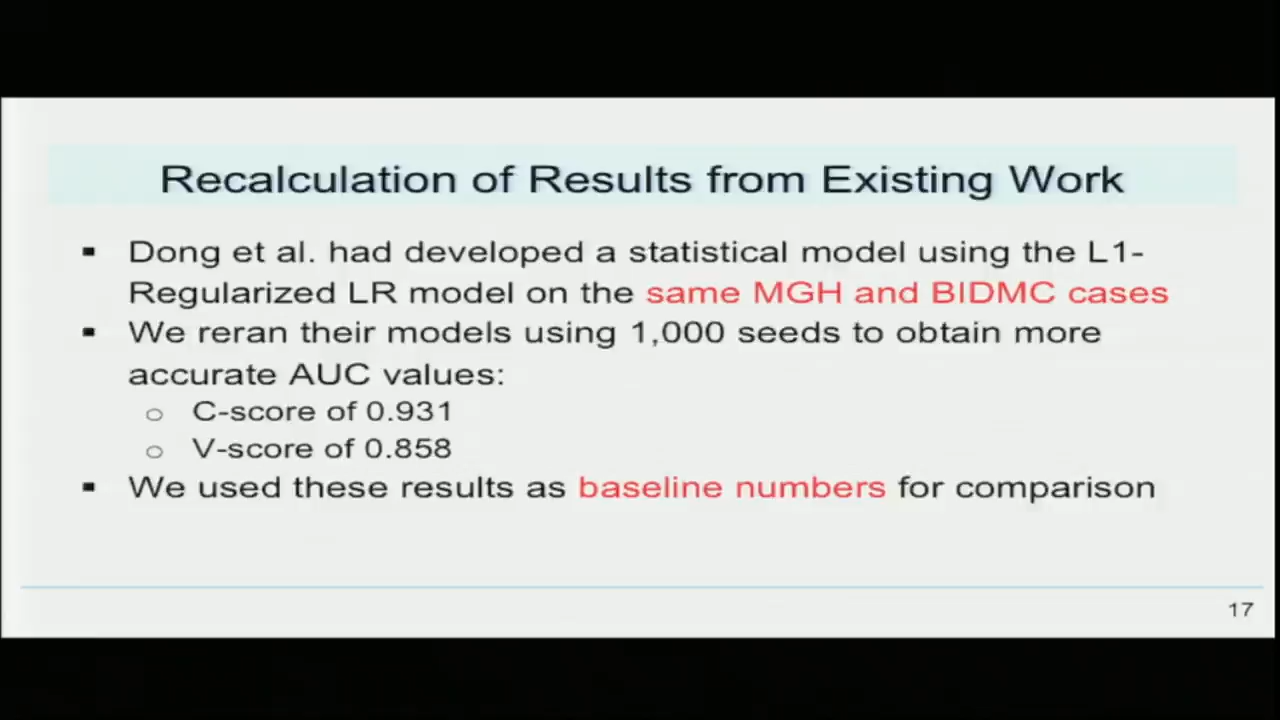 Recalculation of Results from Existing Work
▪ Dong et al. had developed a statistical model using the L1-
Regularized LR model on the same MGH and BIDMC cases
▪ We reran their models using 1,000 seeds to obtain more
accurate AUC values:
○ C-score of 0.931
○ V-score of 0.858
▪ We used these results as baseline numbers for comparison
17